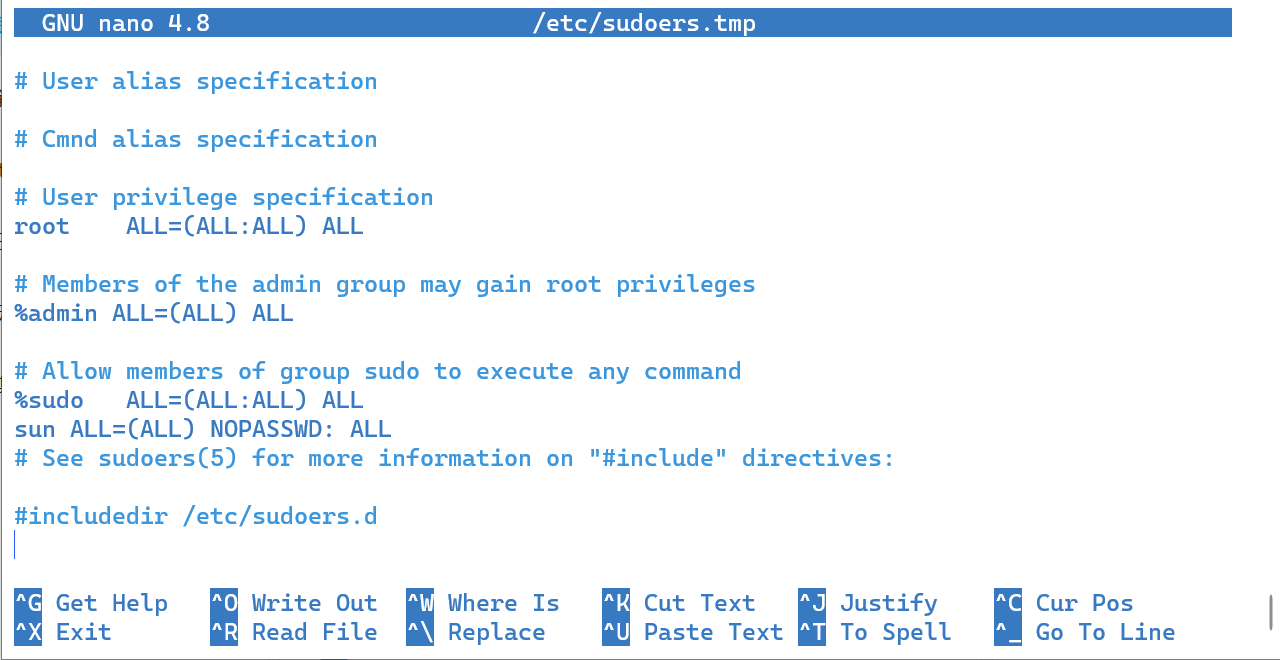 GNU nano 4.8 /etc/sudoers.tmp
# User alias specification
# Cmnd alias specification
# User privilege specification
root    ALL=(ALL:ALL) ALL
# Members of the admin group may gain root privileges
%admin ALL=(ALL) ALL
# Allow members of group sudo to execute any command
%sudo   ALL=(ALL:ALL) ALL
sun ALL=(ALL) NOPASSWD: ALL
# See sudoers(5) for more information on "#include" directives:
#includedir /etc/sudoers.d
^G Get Help ^O Write Out ^W Where Is ^K Cut Text ^J Justify ^C Cur Pos
^X Exit ^R Read File ^\ Replace ^U Paste Text ^T To Spell ^_ Go To Line